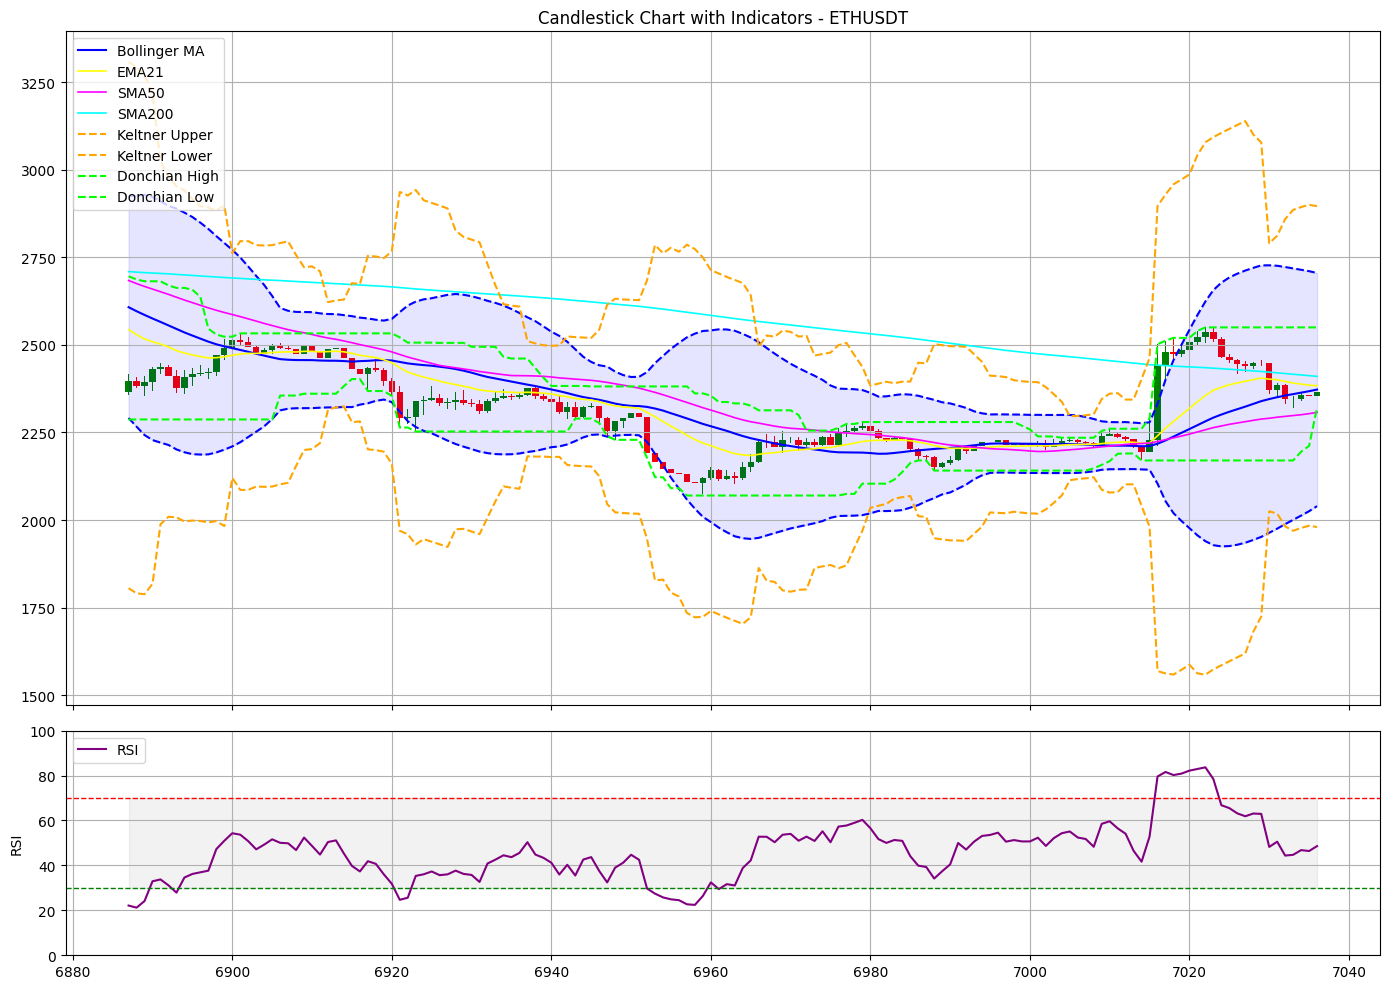 Candlestick Chart with Indicators - ETHUSDT
Bollinger MA
EMA21
SMA50
SMA200
Keltner Upper
Keltner Lower
Donchian High
Donchian Low
3250
3000
2750
2500
2250
2000
1750
1500
RSI
100
80
60
40
20
0
RSI
6880 6900 6920 6940 6960 6980 7000 7020 7040